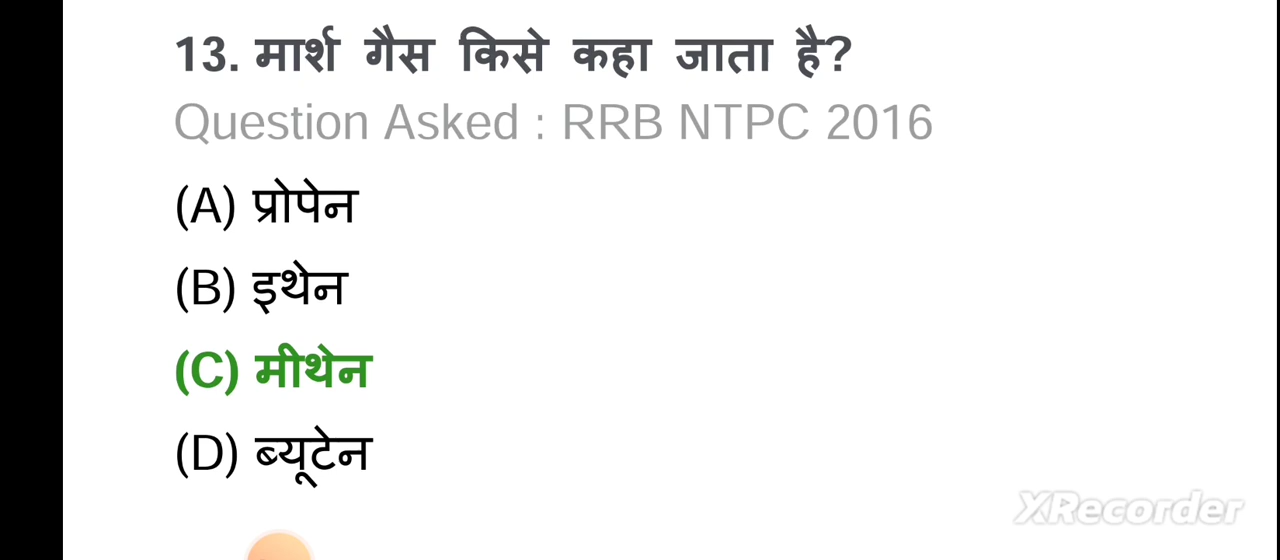 13. मार्श गैस किसे कहा जाता है?
Question Asked : RRB NTPC 2016
(A) प्रोपेन
(B) इथेन
(C) मीथेन
(D) ब्यूटेन
XRecorder